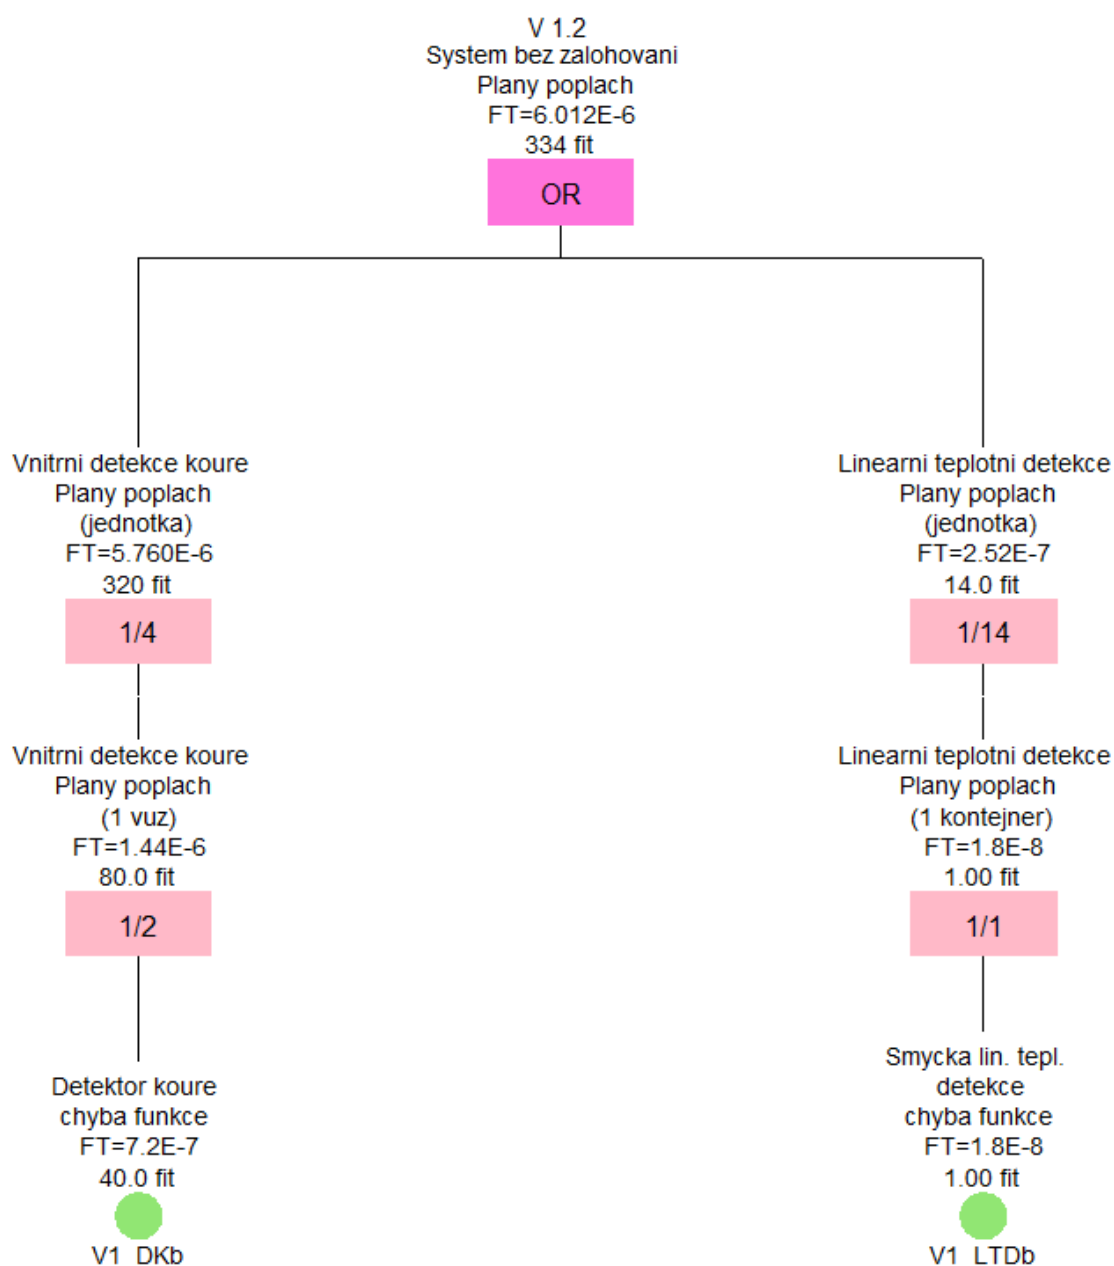 V 1.2
System bez zalohovani
Plany poplach
FT=6.012E-6
334 fit
OR
Vnitrni detekce koure
Plany poplach
(jednotka)
FT=5.760E-6
320 fit
1/4
Vnitrni detekce koure
Plany poplach
(1 vuz)
FT=1.44E-6
80.0 fit
1/2
Detektor koure
chyba funkce
FT=7.2E-7
40.0 fit
V1_DKb
Linearni teplotni detekce
Plany poplach
(jednotka)
FT=2.52E-7
14.0 fit
1/14
Linearni teplotni detekce
Plany poplach
(1 kontejner)
FT=1.8E-8
1.00 fit
1/1
Smycka lin. tepl.
detekce
chyba funkce
FT=1.8E-8
1.00 fit
V1_LTDb